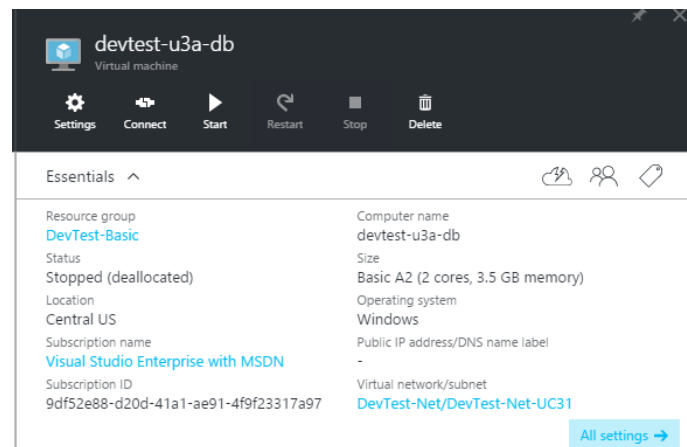 devtest-u3a-db
Virtual machine
Settings Connect Start Restart Stop Delete
Essentials
Resource group
DevTest-Basic
Status
Stopped (deallocated)
Location
Central US
Subscription name
Visual Studio Enterprise with MSDN
Subscription ID
9df52e88-d20d-41a1-ae91-4f9f23317a97
Computer name
devtest-u3a-db
Size
Basic A2 (2 cores, 3.5 GB memory)
Operating system
Windows
Public IP address/DNS name label
-
Virtual network/subnet
DevTest-Net/DevTest-Net-UC31
All settings →